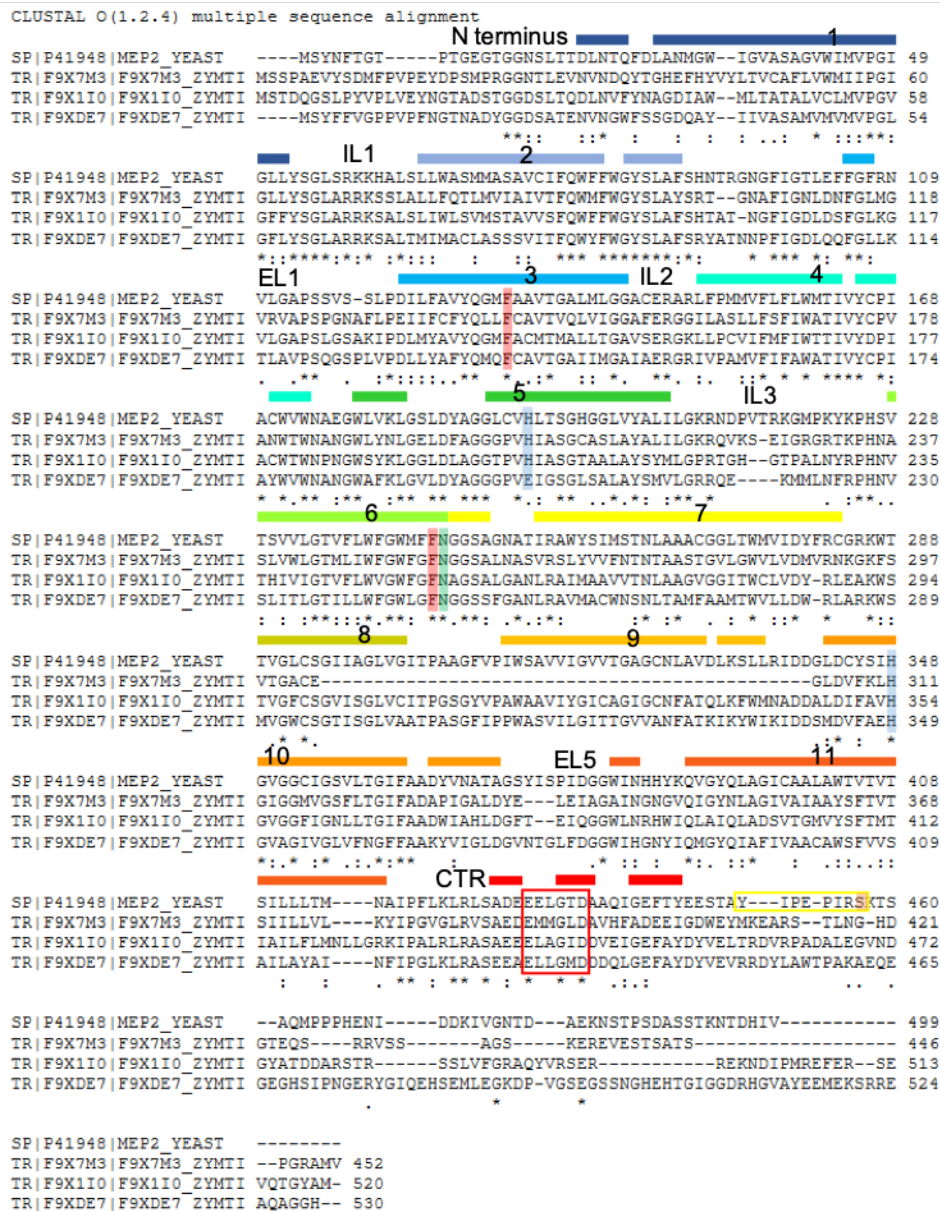 CLUSTAL O(1.2.4) multiple sequence alignment
N terminus 1
SP|P41948|MEP2_YEAST ----MSYNFTGT----PTGEGTGGNSLTTDLNTQFDLANMGW--IGVASAGVWIMVPGI 49
TR|F9X7M3|F9X7M3_ZYMTI MSSPAEVYSDMFPVPEYDPSMPRGGNTLEVNVNDQYTGHEFHYVYLTVCAFLVWMIIPGI 60
TR|F9X1I0|F9X1I0_ZYMTI MSTDQGSLPYVPLVEYNGTADSTGGDSLTQDLNVFYNAGDIAW--MLTATALVCLMVPGV 58
TR|F9XDE7|F9XDE7_ZYMTI ----MSYFFVGPPVPFNGTNADYGGDSATENVNGWFSSGDQAY--IIVASAMVMVMVPGL 54
**:: :* : : : : .* * ::**:
IL1 2
SP|P41948|MEP2_YEAST GLLYSGLSRKKHALSLLWASMMASAVCIFQWFFWGYSLAFSHNTRGNGFIGTLEFFGFRN 109
TR|F9X7M3|F9X7M3_ZYMTI GLLYSGLARRKSSLALLFQTLMVIAIVTFQWMFWGYSLAYSRT--GNAFIGNLDNFGLMG 118
TR|F9X1I0|F9X1I0_ZYMTI GFFYSGLARRKSALSLIWLSVMSTAVVSFQWFFWGYSLAFSHTAT-NGFIGDLDSFGLKG 117
TR|F9XDE7|F9XDE7_ZYMTI GFLYSGLARRKSALTMIMACLASSSVITFQWYFWGYSLAFSRYATNNPFIGDLQQFGLLK 114
*::****:*:* :*:: : :: *** *******:*: * *** *: **:
EL1 3 IL2 4
SP|P41948|MEP2_YEAST VLGAPSSVS-SLPDILFAVYQGMFAAVTGALMLGGACERARLFPMMVFLFLWMTIVYCPI 168
TR|F9X7M3|F9X7M3_ZYMTI VRVAPSPGNAFLPEIIFCFYQLLFCAVTVQLVIGGAFERGGILASLLFSFIWATIVYCPV 178
TR|F9X1I0|F9X1I0_ZYMTI VLGAPSLGSAKIPDLMYAVYQGMFACMTMALLTGAVSERGKLLPCVIFMFIWTTIVYDPI 177
TR|F9XDE7|F9XDE7_ZYMTI TLAVPSQGSPLVPDLLYAFYQMQFCAVTGAIIMGAIAERGRIVPAMVFIFAWATIVYCPI 174
. .** . :*:::: ** *..:* :: *. **. :. ::* * * **** *:
5 IL3
SP|P41948|MEP2_YEAST ACWVWNAEGWLVKLGSLDYAGGLCVHLTSGHGGLVYALILGKRNDPVTRKGMPKYKPHSV 228
TR|F9X7M3|F9X7M3_ZYMTI ANWTWNANGWLYNLGELDFAGGGPVHIASGCASLAYALILGKRQVKS-EIGRGRTKPHNA 237
TR|F9X1I0|F9X1I0_ZYMTI ACWTWNPNGWSYKLGGLDLAGGTPVHIASGTAALAYSYMLGPRTGH--GTPALNYRPHNV 235
TR|F9XDE7|F9XDE7_ZYMTI AYWVWNANGWAFKLGVLDYAGGGPVEIGSGLSALAYSMVLGRRQE----KMMLNFRPHNV 230
* *.** :** :** ** *** *.: ** .*.*: :** * . :**..
6 7
SP|P41948|MEP2_YEAST TSVVLGTVFLWFGWMFFNGGSAGNATIRAWYSIMSTNLAAACGGLTWMVIDYFRCGRKWT 288
TR|F9X7M3|F9X7M3_ZYMTI SLVWLGTMLIWFGWFGFNGGSALNASVRSLYVVFNTNTAASTGVLGWVLVDMVRNKGKFS 297
TR|F9X1I0|F9X1I0_ZYMTI THIVIGTVFLWVGWFGFNAGSALGANLRAIMAAVVTNLAAGVGGITWCLVDY-RLEAKWS 294
TR|F9XDE7|F9XDE7_ZYMTI SLITLGTILLWFGWLGFNGGSSFGANLRAVMACWNSNLTAMFAAMTWVLLDW-RLARKWS 289
: : :**:::*.**: **.**: .*. :*: :* :* . : * ::* * *::
8 9
SP|P41948|MEP2_YEAST TVGLCSGIIAGLVGITPAAGFVPIWSAVVIGVVTGAGCNLAVDLKSLLRIDDGLDCYSIH 348
TR|F9X7M3|F9X7M3_ZYMTI VTGACE----------------------------------------------GLDVFKLH 311
TR|F9X1I0|F9X1I0_ZYMTI TVGFCSGVISGLVCITPGSGYVPAWAAVIYGICAGIGCNFATQLKFWMNADDALDIFAVH 354
TR|F9XDE7|F9XDE7_ZYMTI MVGWCSGTISGLVAATPASGFIPPWASVILGITTGVVANFATKIKYWIKIDDSMDVFAEH 349
.* *. .:* : *
10 EL5 11
SP|P41948|MEP2_YEAST GVGGCIGSVLTGIFAADYVNATAGSYISPIDGGWINHHYKQVGYQLAGICAALAWTVTVT 408
TR|F9X7M3|F9X7M3_ZYMTI GIGGMVGSFLTGIFADAPIGALDYE---LEIAGAINGNGVQIGYNLAGIVAIAAYSFTVT 368
TR|F9X1I0|F9X1I0_ZYMTI GVGGFIGNLLTGIFAADWIAHLDGFT--EIQGGWLNRHWIQLAIQLADSVTGMVYSFTMT 412
TR|F9XDE7|F9XDE7_ZYMTI GVAGIVGLVFNGFFAAKYVIGLDGVNTGLFDGGWIHGNYIQMGYQIAFIVAACAWSFVVS 409
*:.* :* .:.*:** : .* :: : *:. ::* : .::..::
CTR
SP|P41948|MEP2_YEAST SILLLTM----NAIPFLKLRLSADEEEELGTDAAQIGEFTYEESTAY---IPE-PIRSKTS 460
TR|F9X7M3|F9X7M3_ZYMTI SIILLVL----KYIPGVGLRVSAEDEMMGLDAVHFADEEIGDWEYMKEARS--TLNG-HD 421
TR|F9X1I0|F9X1I0_ZYMTI IAILFLMNLLGRKIPALRLRASAEEELAGIDDVEIGEFAYDYVELTRDVRPADALEGVND 472
TR|F9XDE7|F9XDE7_ZYMTI AILAYAI----NFIPGLKLRASEEAELLGMDDDQLGEFAYDYVEVRRDYLAWTPAKAEQE 465
: : ** : ** * : * * * .:.: .. .
SP|P41948|MEP2_YEAST --AQMPPPHENI-----DDKIVGNTD---AEKNSTPSDASSTKNTDHIV----------- 499
TR|F9X7M3|F9X7M3_ZYMTI GTEQS---RRVSS-----AGS----KEREVESTSATS-------------- 446
TR|F9X1I0|F9X1I0_ZYMTI GYATDDARSTR------SSLVFGRAQYVRSER---------REKNDIPMREFER--SE 513
TR|F9XDE7|F9XDE7_ZYMTI GEGHSIPNGERYGIQEHSEMLEGKDP-VGSEGSSNGHEHTGIGGDRHGVAYEEMEKSRRE 524
. * *
SP|P41948|MEP2_YEAST --------
TR|F9X7M3|F9X7M3_ZYMTI --PGRAMV 452
TR|F9X1I0|F9X1I0_ZYMTI VQTGYAM- 520
TR|F9XDE7|F9XDE7_ZYMTI AQAGGH-- 530